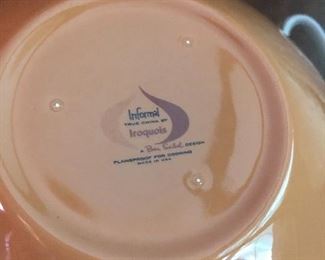 Informal
TRUE CHINA BY
Iroquois
A Ben Seibel DESIGN
FLAMEPROOF FOR COOKING
MADE IN USA